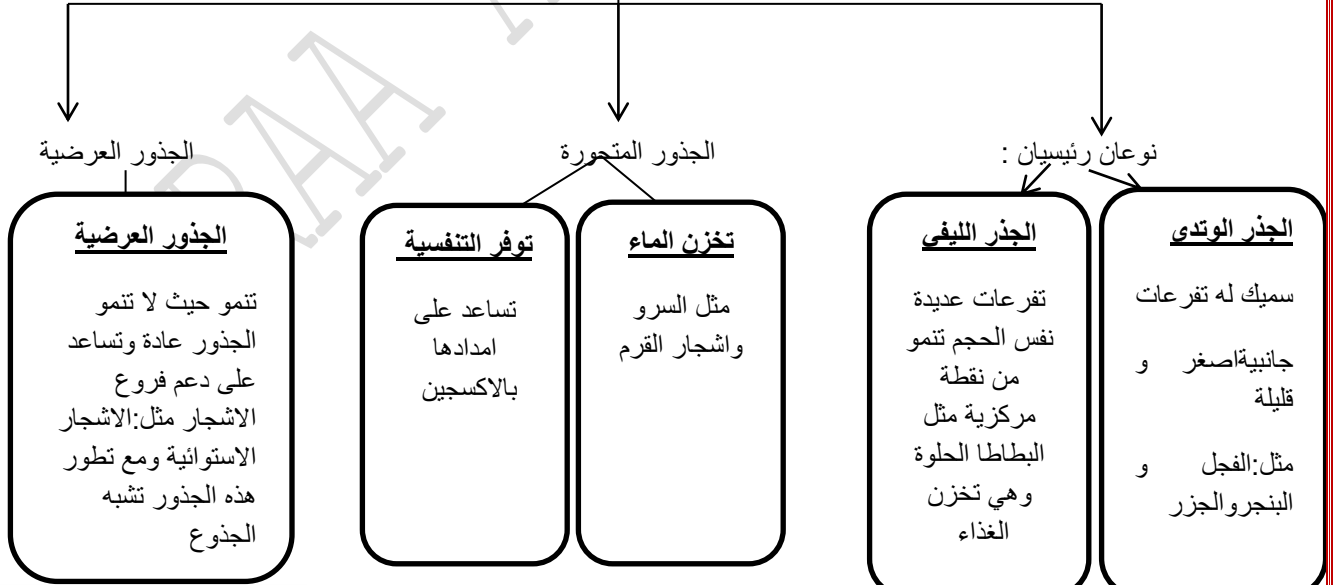 نوعان رئيسيان :
الجذور المتحورة
الجذور العرضية
الجذر الوتدى
سميك له تفرعات
جانبيةاصغر و
قليلة
مثل:الفجل و
البنجروالجزر
الجذر الليفي
تفرعات عديدة
نفس الحجم تنمو
من نقطة
مركزية مثل
البطاطا الحلوة
وهي تخزن
الغذاء
تخزن الماء
مثل السرو
واشجار القرم
توفر التنفسية
تساعد على
امدادها
بالاكسجين
الجذور العرضية
تنمو حيث لا تنمو
الجذور عادة وتساعد
على دعم فروع
الاشجار مثل:الاشجار
الاستوائية ومع تطور
هذه الجذور تشبه
الجذوع